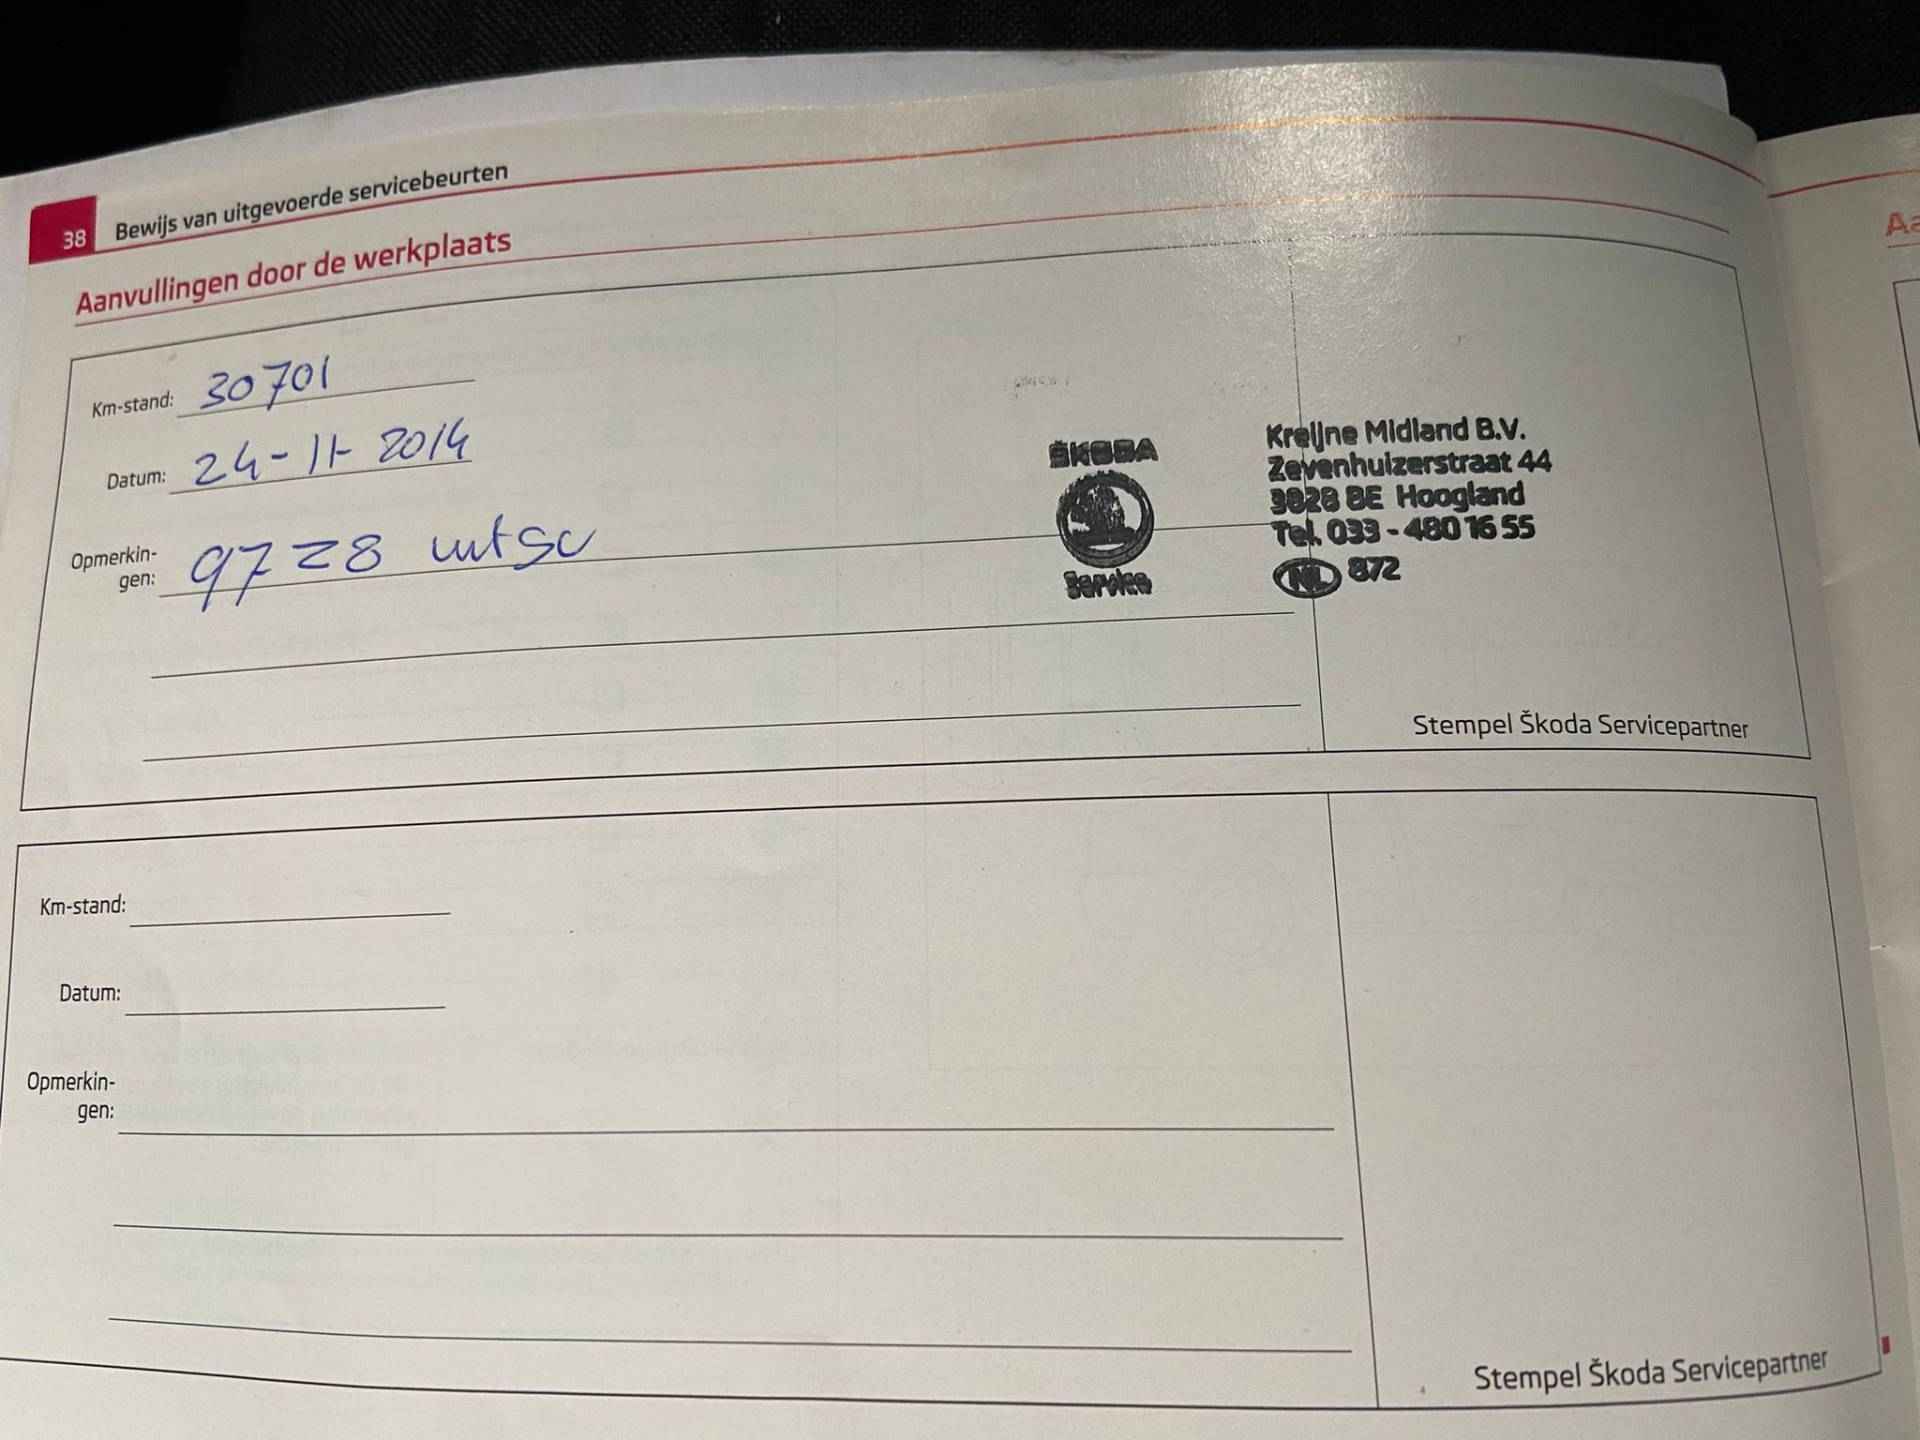 38 Bewijs van uitgevoerde servicebeurten
Aanvullingen door de werkplaats
Km-stand: 30701
Datum: 24-11-2014
Opmerkin-
gen: 97Z8
ŠKODA
Service
Kreijne Midland B.V.
Zevenhuizerstraat 44
3828 BE Hoogland
Tel. 033-480 16 55
NL 872
Stempel Škoda Servicepartner
Km-stand:
Datum:
Opmerkin-
gen:
Stempel Škoda Servicepartner
Aa